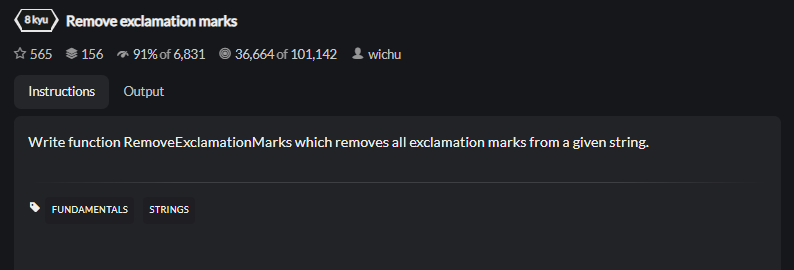 8 kyu Remove exclamation marks
565 156 91% of 6,831 36,664 of 101,142 wichu
Instructions Output
Write function RemoveExclamationMarks which removes all exclamation marks from a given string.
FUNDAMENTALS STRINGS